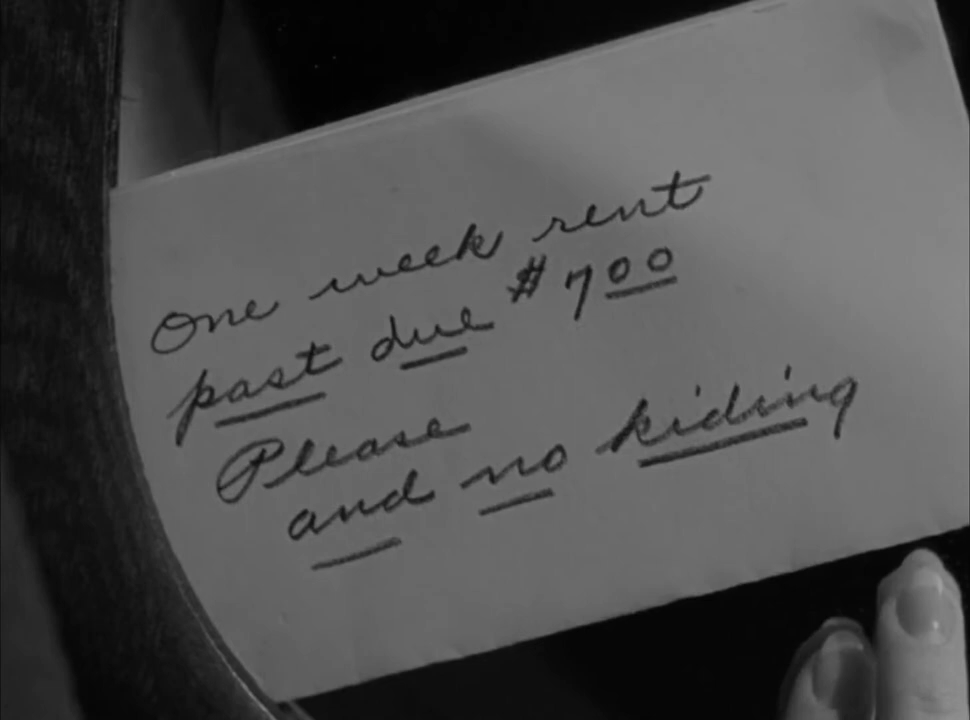 One week rent
past due $7 00
Please
and no kiding